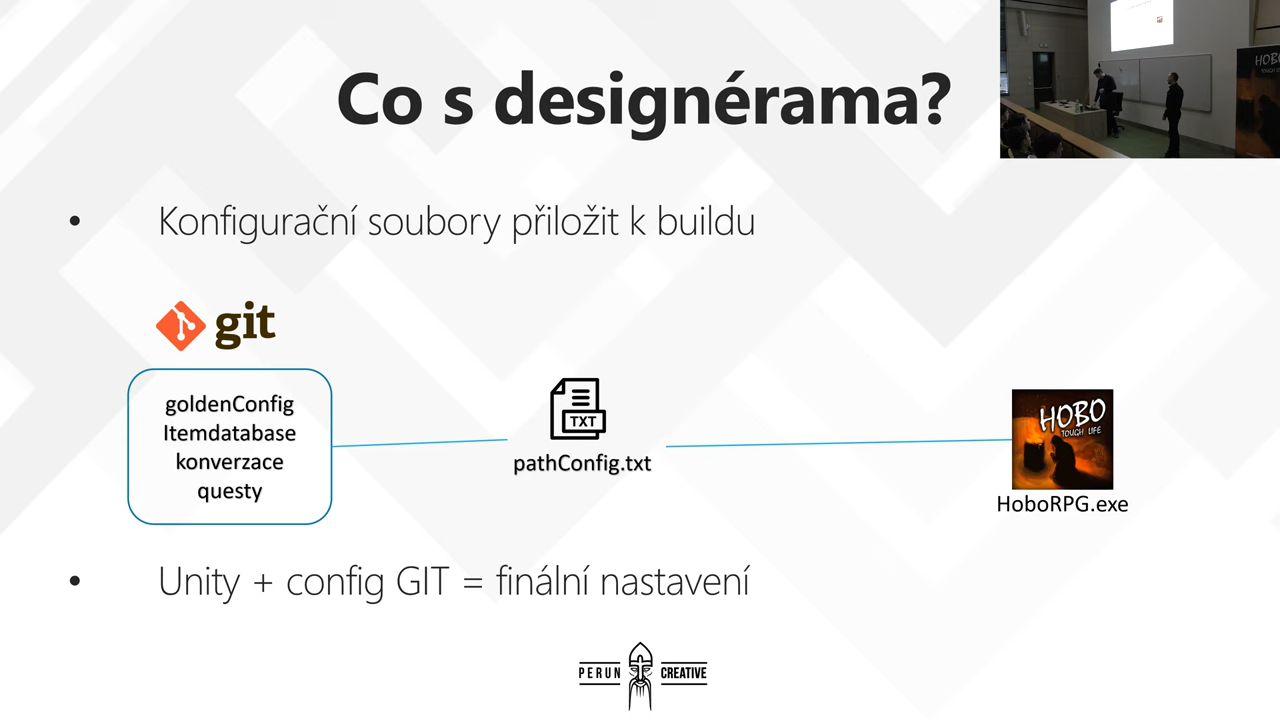 Co s designérama?
HOBO
• Konfigurační soubory přiložit k buildu
git
goldenConfig
Itemdatabase
konverzace
questy
TXT
pathConfig.txt
HOBO
TOUGH LIFE
HoboRPG.exe
• Unity + config GIT = finální nastavení
PERUN CREATIVE